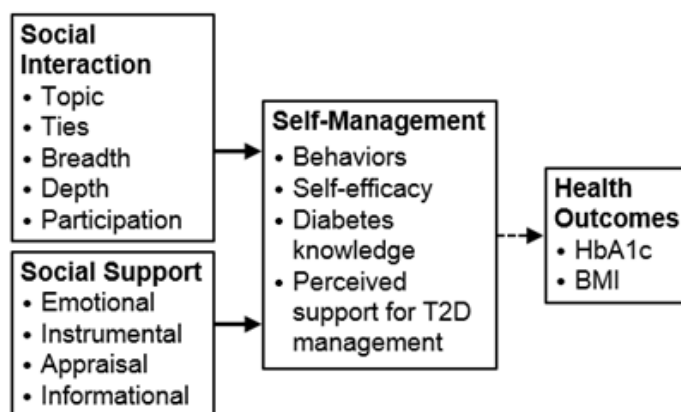 Social
Interaction
• Topic
• Ties
• Breadth
• Depth
• Participation
Social Support
• Emotional
• Instrumental
• Appraisal
• Informational
Self-Management
• Behaviors
• Self-efficacy
• Diabetes
knowledge
• Perceived
support for T2D
management
Health
Outcomes
• HbA1c
• BMI